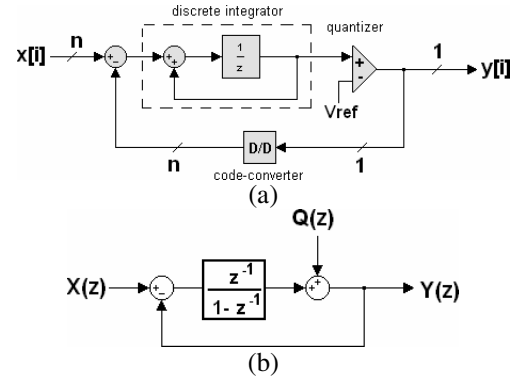 discrete integrator
quantizer
x[i] n + - + + 1/z + - 1 y[i]
Vref
D/D
n 1
code-converter
(a)
Q(z)
X(z) + - z⁻¹ / 1- z⁻¹ + + Y(z)
(b)